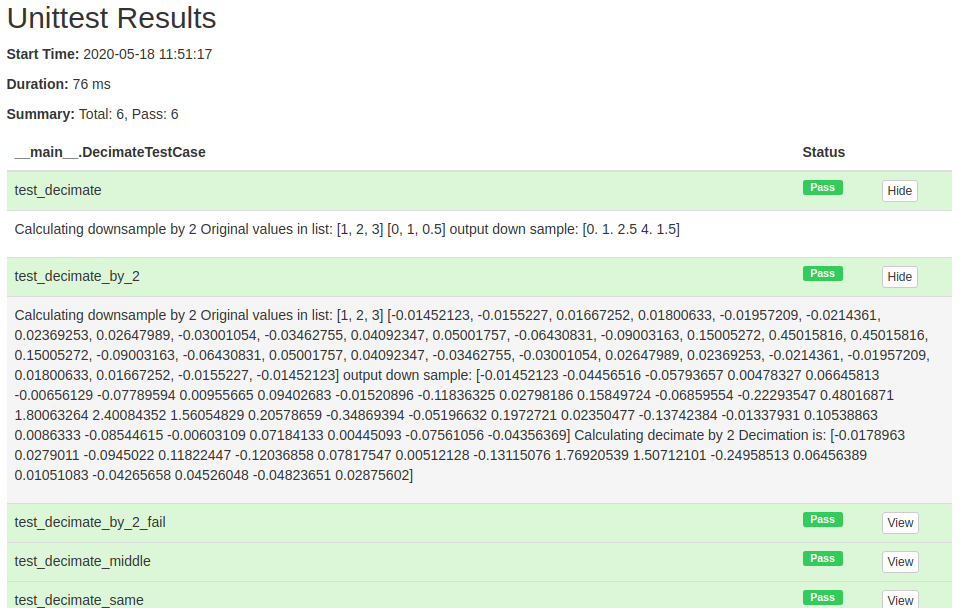 Unittest Results
Start Time: 2020-05-18 11:51:17
Duration: 76 ms
Summary: Total: 6, Pass: 6
__main__.DecimateTestCase Status
test_decimate Pass Hide
Calculating downsample by 2 Original values in list: [1, 2, 3] [0, 1, 0.5] output down sample: [0. 1. 2.5 4. 1.5]
test_decimate_by_2 Pass Hide
Calculating downsample by 2 Original values in list: [1, 2, 3] [-0.01452123, -0.0155227, 0.01667252, 0.01800633, -0.01957209, -0.0214361,
0.02369253, 0.02647989, -0.03001054, -0.03462755, 0.04092347, 0.05001757, -0.06430831, -0.09003163, 0.15005272, 0.45015816, 0.45015816,
0.15005272, -0.09003163, -0.06430831, 0.05001757, 0.04092347, -0.03462755, -0.03001054, 0.02647989, 0.02369253, -0.0214361, -0.01957209,
0.01800633, 0.01667252, -0.0155227, -0.01452123] output down sample: [-0.01452123 -0.04456516 -0.05793657 0.00478327 0.06645813
-0.00656129 -0.07789594 0.00955665 0.09402683 -0.01520896 -0.11836325 0.02798186 0.15849724 -0.06859554 -0.22293547 0.48016871
1.80063264 2.40084352 1.56054829 0.20578659 -0.34869394 -0.05196632 0.1972721 0.02350477 -0.13742384 -0.01337931 0.10538863
0.0086333 -0.08544615 -0.00603109 0.07184133 0.00445093 -0.07561056 -0.04356369] Calculating decimate by 2 Decimation is: [-0.0178963
0.0279011 -0.0945022 0.11822447 -0.12036858 0.07817547 0.00512128 -0.13115076 1.76920539 1.50712101 -0.24958513 0.06456389
0.01051083 -0.04265658 0.04526048 -0.04823651 0.02875602]
test_decimate_by_2_fail Pass View
test_decimate_middle Pass View
test_decimate_same Pass View